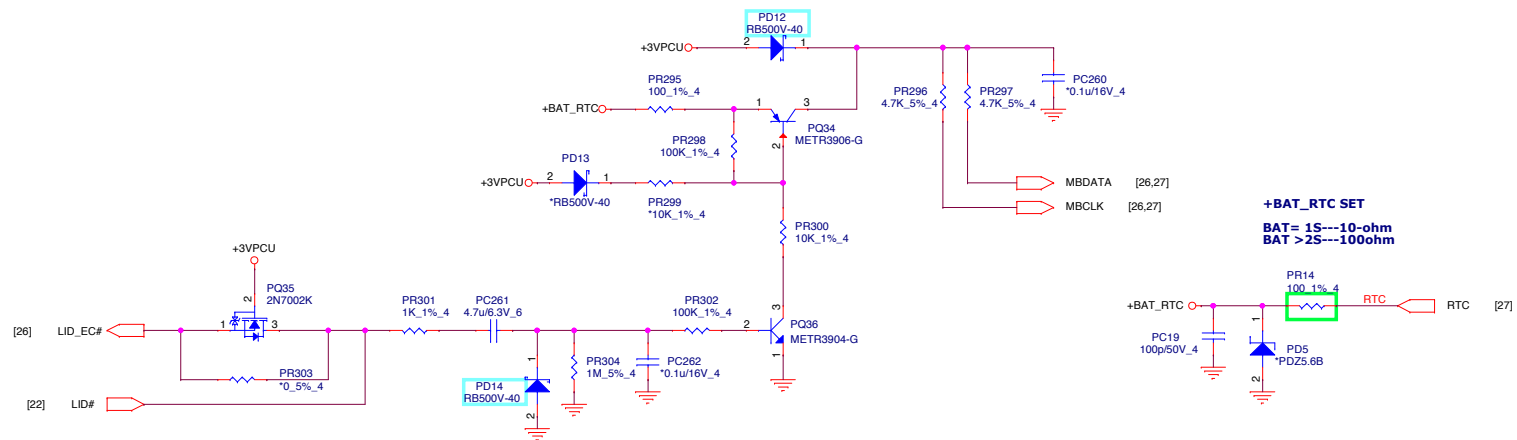 PD12
RB500V-40
+3VPCU
2
1
PR295
100_1%_4
+BAT_RTC
1
3
PQ34
METR3906-G
2
PR296
4.7K_5%_4
PR297
4.7K_5%_4
PC260
*0.1u/16V_4
PR298
100K_1%_4
PD13
+3VPCU
2
1
*RB500V-40
PR299
*10K_1%_4
MBDATA [26,27]
MBCLK [26,27]
PR300
10K_1%_4
+BAT_RTC SET
BAT= 1S---10-ohm
BAT >2S---100ohm
+3VPCU
PQ35
2N7002K
2
1
3
[26] LID_EC#
PR303
*0_5%_4
[22] LID#
PR301
1K_1%_4
PC261
4.7u/6.3V_6
PR302
100K_1%_4
3
2
1
PQ36
METR3904-G
1
PD14
RB500V-40
2
PR304
1M_5%_4
PC262
*0.1u/16V_4
PR14
100_1%_4
+BAT_RTC
RTC
RTC [27]
PC19
100p/50V_4
1
PD5
*PDZ5.6B
2